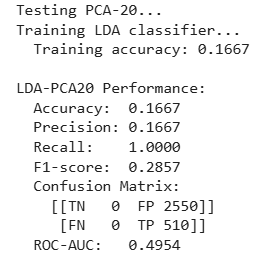 Testing PCA-20...
Training LDA classifier...
  Training accuracy: 0.1667

LDA-PCA20 Performance:
  Accuracy:  0.1667
  Precision: 0.1667
  Recall:    1.0000
  F1-score:  0.2857
  Confusion Matrix:
    [[TN   0  FP 2550]]
     [FN   0  TP 510]]
  ROC-AUC:   0.4954